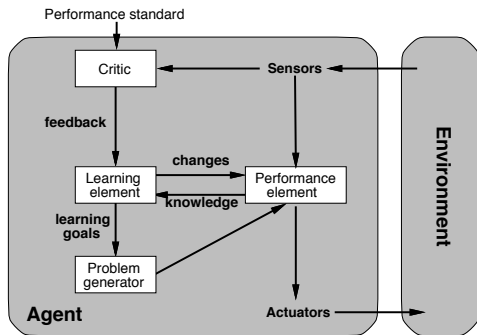 Performance standard
Critic
Sensors
feedback
changes
Learning
element
Performance
element
knowledge
learning
goals
Problem
generator
Agent
Actuators
Environment